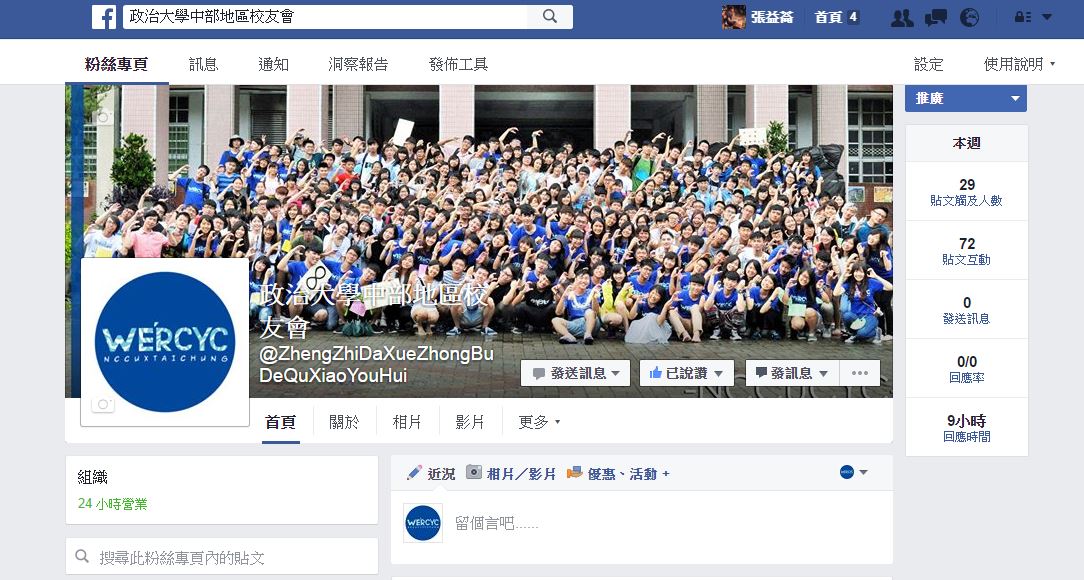 政治大學中部地區校友會
張益菕
首頁 4
粉絲專頁
訊息
通知
洞察報告
發佈工具
設定
使用說明
推廣
本週
29
貼文觸及人數
72
貼文互動
0
發送訊息
0/0
回應率
9小時
回應時間
WERCYC
NCCUXTAICHUNG
政治大學中部地區校
友會
@ZhengZhiDaXueZhongBu
DeQuXiaoYouHui
發送訊息
已說讚
發訊息
首頁
關於
相片
影片
更多
組織
24 小時營業
搜尋此粉絲專頁內的貼文
近況
相片／影片
優惠、活動 +
WERCYC
留個言吧......